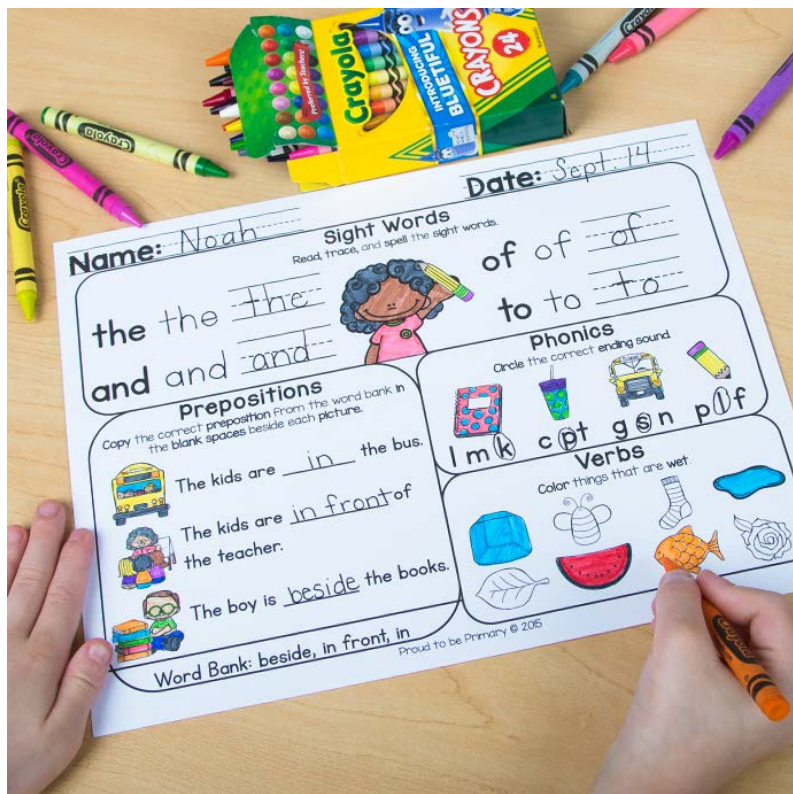 Crayola
Preferred by Teachers!
INTRODUCING
BLUETIFUL
CRAYONS
24
Crayola
Crayola
Crayola
Crayola
Name: Noah
Date: Sept. 14
Sight Words
Read, trace, and spell the sight words.
the the the
of of of
and and and
to to to
Prepositions
Copy the correct preposition from the word bank in
the blank spaces beside each picture.
The kids are in the bus.
The kids are in front of
the teacher.
The boy is beside the books.
Word Bank: beside, in front, in
Phonics
Circle the correct ending sound.
l m k c p t g s n p l f
Verbs
Color things that are wet.
Proud to be Primary © 2015
Crayola